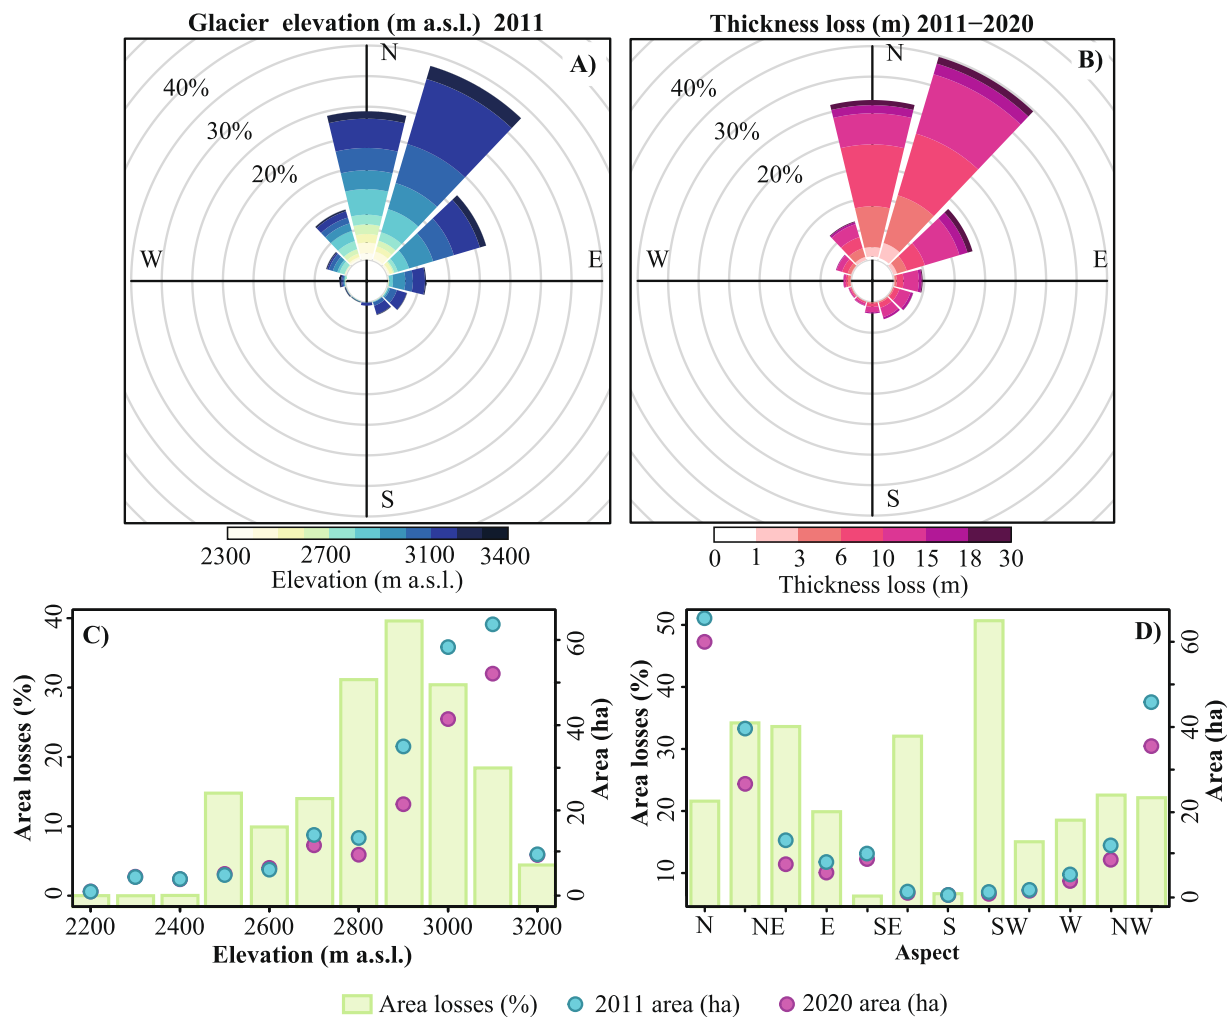 Glacier elevation (m a.s.l.) 2011
Thickness loss (m) 2011−2020
N
A)
40%
30%
20%
W
E
S
N
B)
40%
30%
20%
W
E
S
2300 2700 3100 3400
Elevation (m a.s.l.)
0 1 3 6 10 15 18 30
Thickness loss (m)
C)
Area losses (%)
40
30
20
10
0
60
40
20
0
Area (ha)
2200 2400 2600 2800 3000 3200
Elevation (m a.s.l.)
D)
Area losses (%)
50
40
30
20
10
60
40
20
0
Area (ha)
N NE E SE S SW W NW
Aspect
Area losses (%) 2011 area (ha) 2020 area (ha)